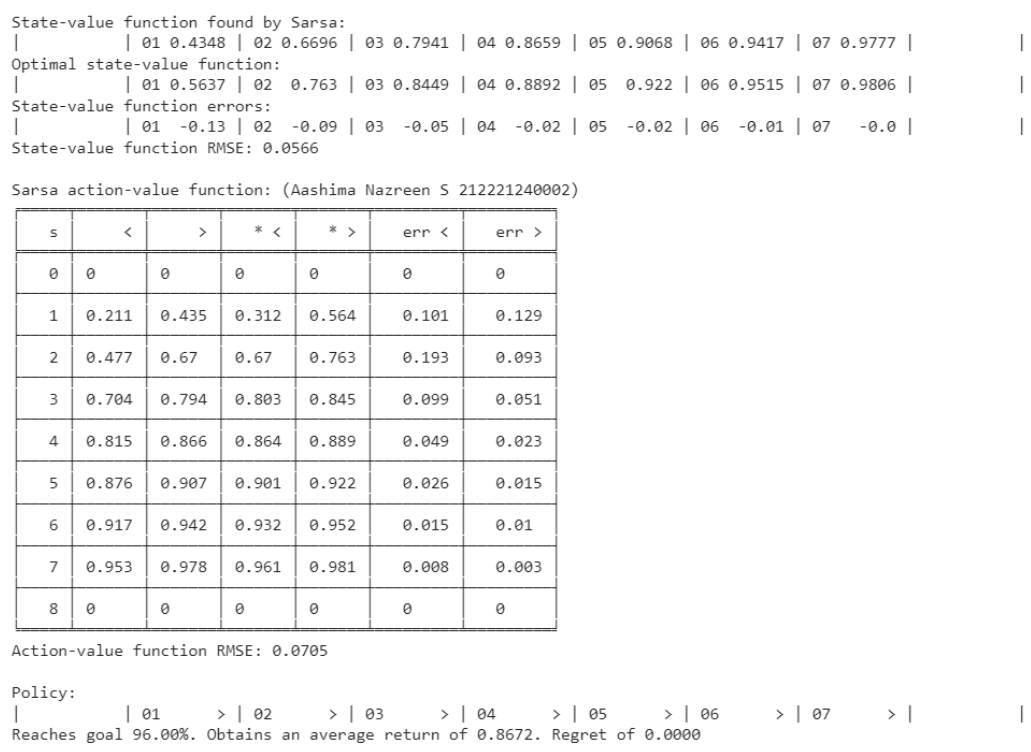 State-value function found by Sarsa:
|           | 01 0.4348 | 02 0.6696 | 03 0.7941 | 04 0.8659 | 05 0.9068 | 06 0.9417 | 07 0.9777 |           |
Optimal state-value function:
|           | 01 0.5637 | 02  0.763 | 03 0.8449 | 04 0.8892 | 05  0.922 | 06 0.9515 | 07 0.9806 |           |
State-value function errors:
|           | 01  -0.13 | 02  -0.09 | 03  -0.05 | 04  -0.02 | 05  -0.02 | 06  -0.01 | 07   -0.0 |           |
State-value function RMSE: 0.0566
Sarsa action-value function: (Aashima Nazreen S 212221240002)
s < > * < * > err < err >
0 0 0 0 0 0 0
1 0.211 0.435 0.312 0.564 0.101 0.129
2 0.477 0.67 0.67 0.763 0.193 0.093
3 0.704 0.794 0.803 0.845 0.099 0.051
4 0.815 0.866 0.864 0.889 0.049 0.023
5 0.876 0.907 0.901 0.922 0.026 0.015
6 0.917 0.942 0.932 0.952 0.015 0.01
7 0.953 0.978 0.961 0.981 0.008 0.003
8 0 0 0 0 0 0
Action-value function RMSE: 0.0705
Policy:
|           | 01      > | 02      > | 03      > | 04      > | 05      > | 06      > | 07      > |           |
Reaches goal 96.00%. Obtains an average return of 0.8672. Regret of 0.0000